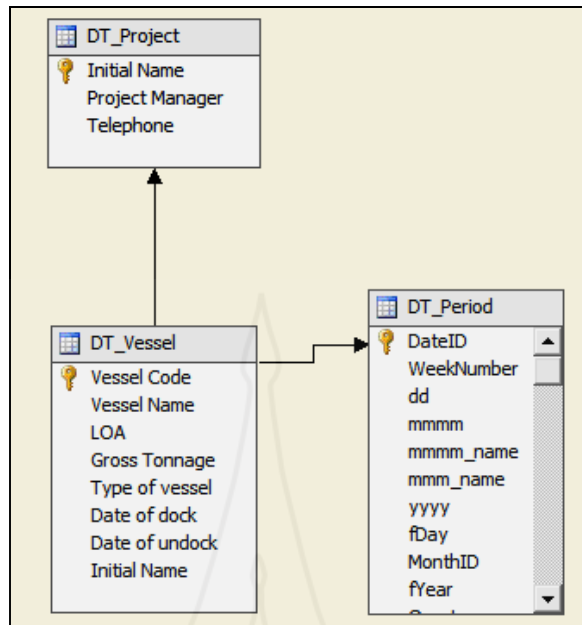 DT_Project
Initial Name
Project Manager
Telephone
DT_Vessel
Vessel Code
Vessel Name
LOA
Gross Tonnage
Type of vessel
Date of dock
Date of undock
Initial Name
DT_Period
DateID
WeekNumber
dd
mmmm
mmmm_name
mmm_name
yyyy
fDay
MonthID
fYear